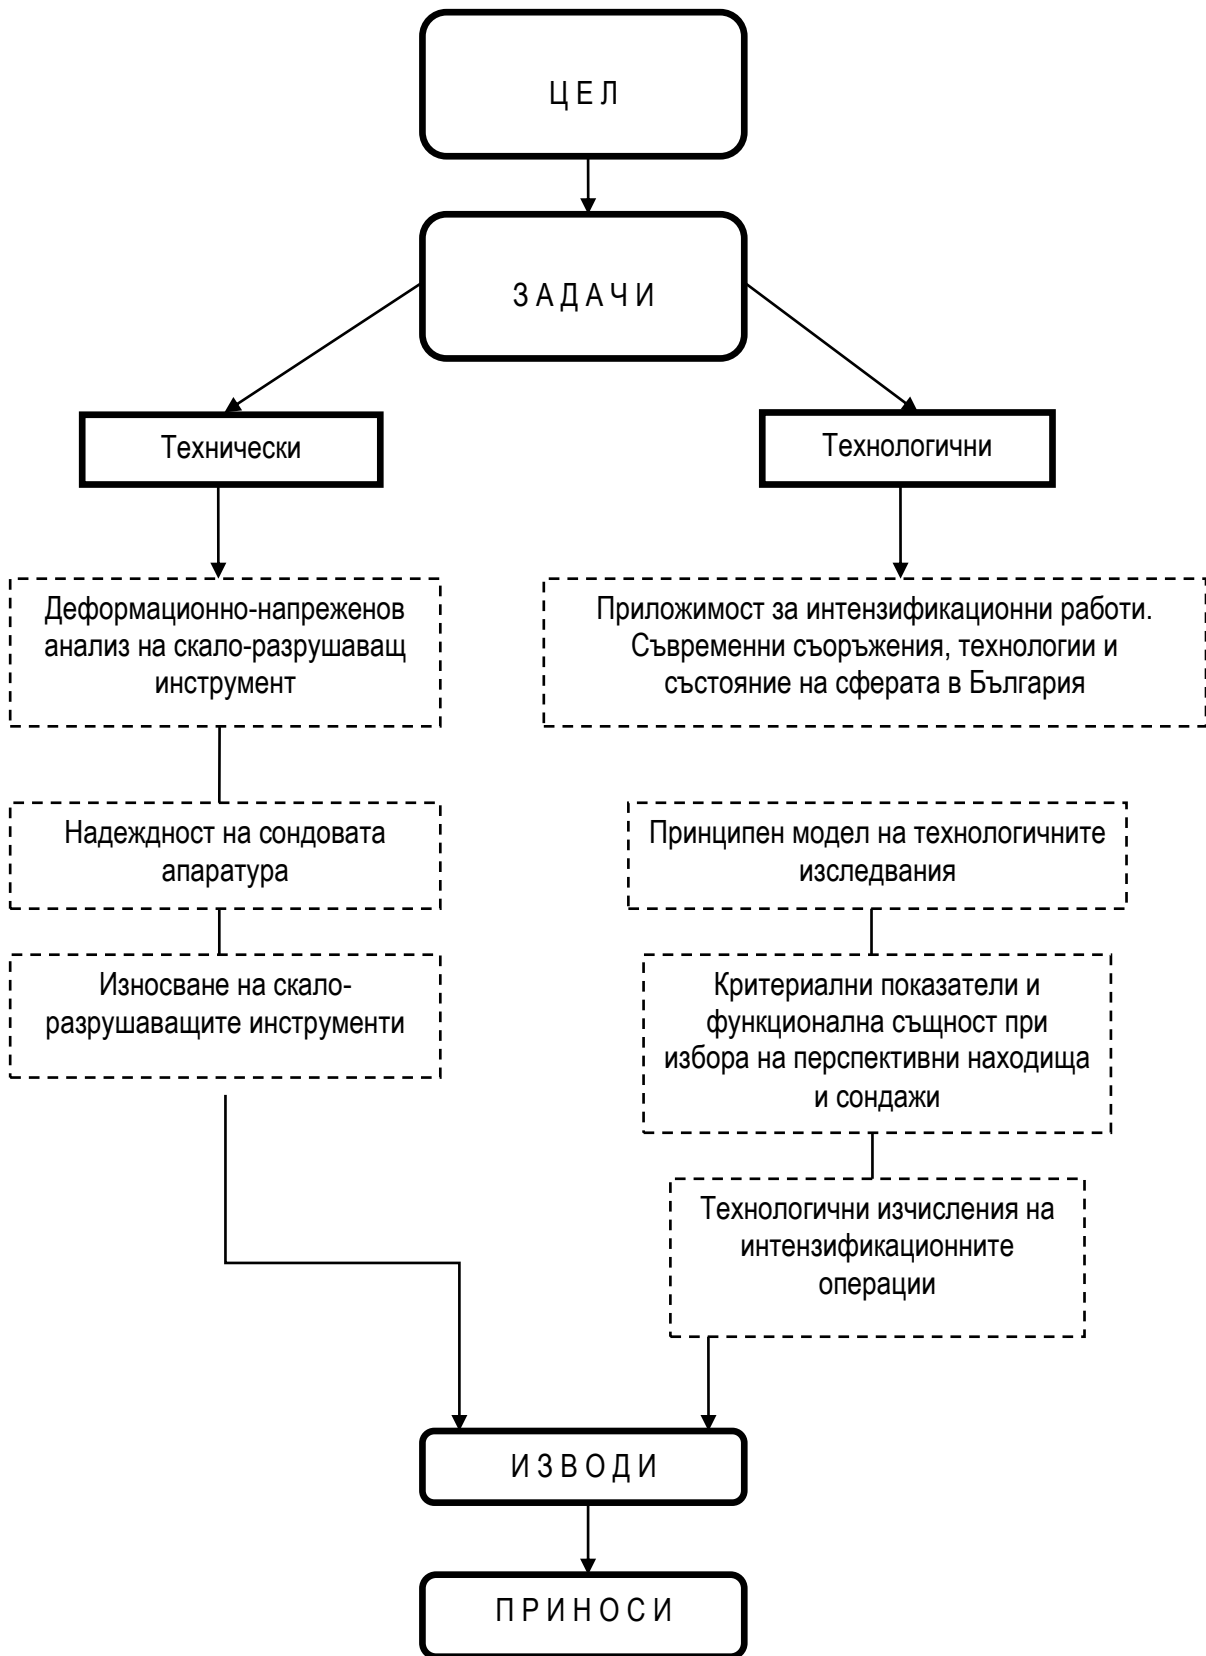 Ц Е Л
З А Д А Ч И
Технически
Технологични
Деформационно-напреженов
анализ на скало-разрушаващ
инструмент
Приложимост за интензификационни работи.
Съвременни съоръжения, технологии и
състояние на сферата в България
Надеждност на сондовата
апаратура
Принципен модел на технологичните
изследвания
Износване на скало-
разрушаващите инструменти
Критериални показатели и
функционална същност при
избора на перспективни находища
и сондажи
Технологични изчисления на
интензификационните
операции
И З В О Д И
П Р И Н О С И